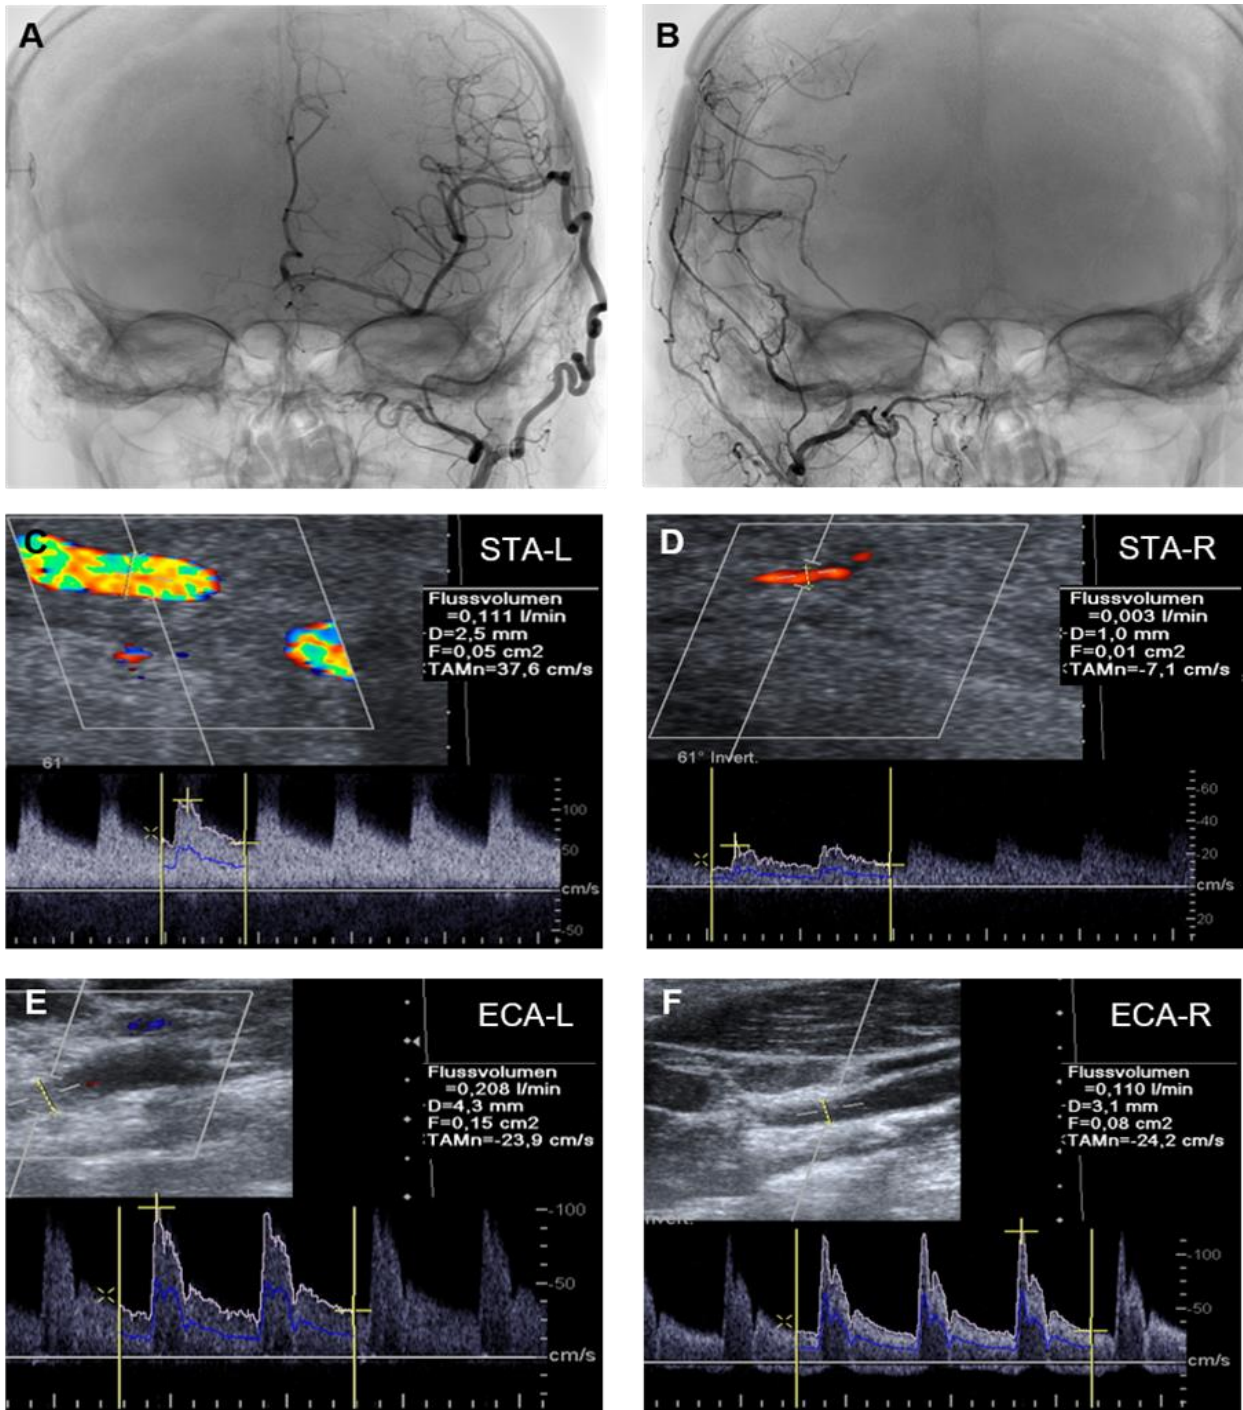 A
B
C
STA-L
Flussvolumen
=0,111 l/min
D=2,5 mm
F=0,05 cm2
TAMn=37,6 cm/s
61
100
50
cm/s
-50
D
STA-R
Flussvolumen
=0,003 l/min
D=1,0 mm
F=0,01 cm2
TAMn=-7,1 cm/s
61° Invert.
-60
-40
-20
cm/s
20
E
ECA-L
Flussvolumen
=0,208 l/min
D=4,3 mm
F=0,15 cm2
TAMn=-23,9 cm/s
-100
-50
cm/s
F
ECA-R
Flussvolumen
=0,110 l/min
D=3,1 mm
F=0,08 cm2
TAMn=-24,2 cm/s
-100
-50
cm/s